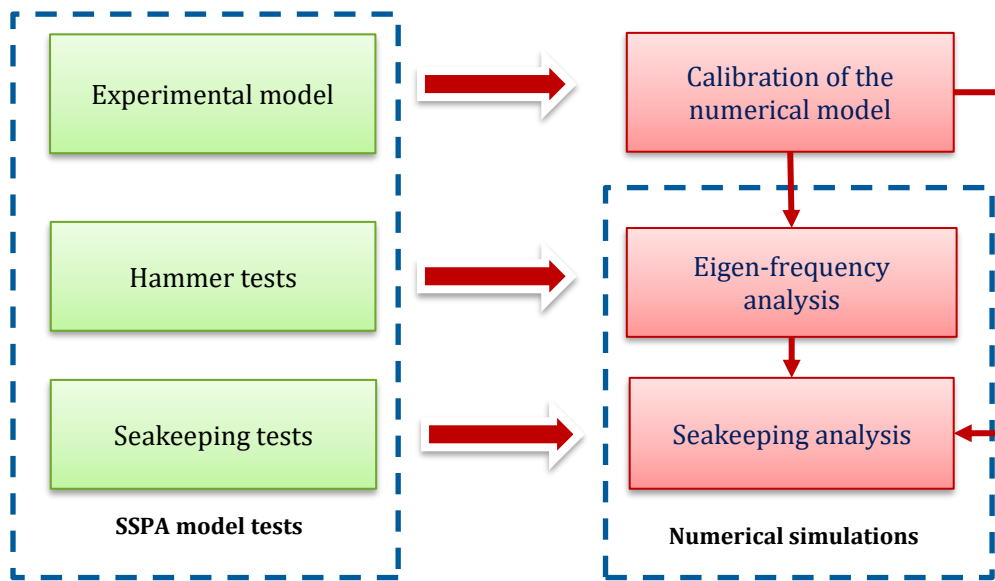 Experimental model
Hammer tests
Seakeeping tests
SSPA model tests
Calibration of the
numerical model
Eigen-frequency
analysis
Seakeeping analysis
Numerical simulations